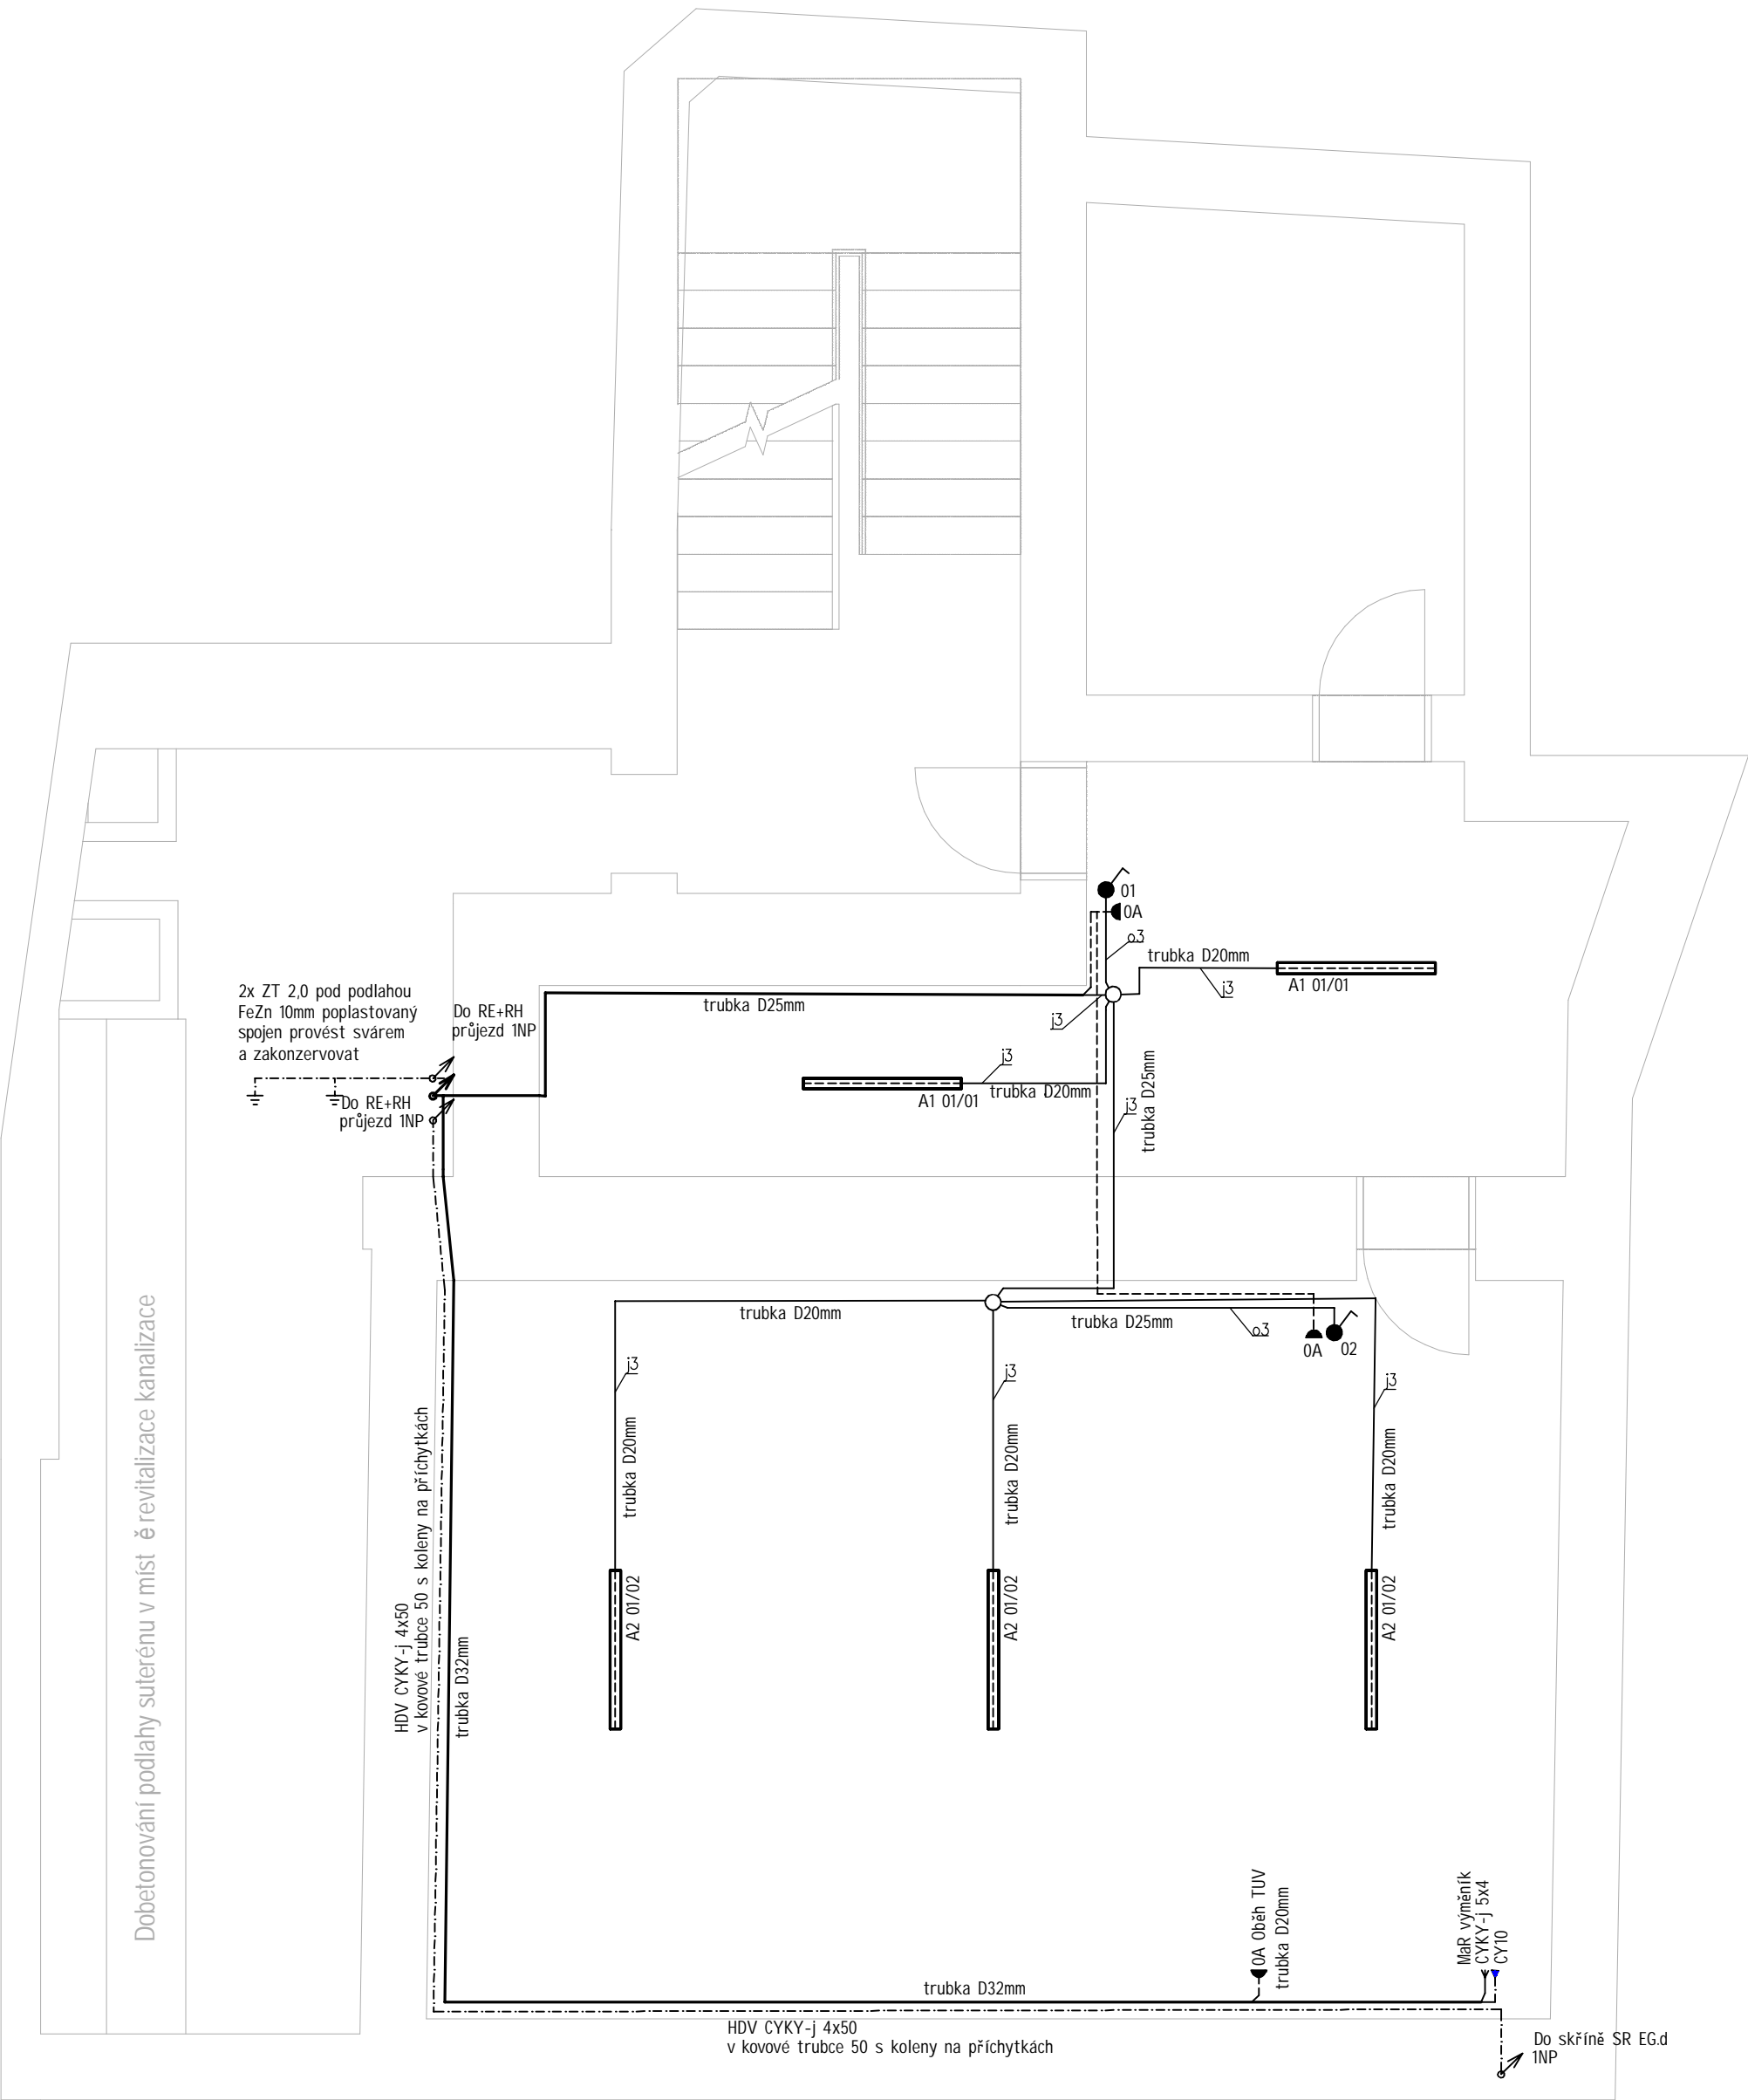 01
0A
o3
trubka D20mm
j3
A1 01/01
2x ZT 2,0 pod podlahou
FeZn 10mm poplastovaný
spojen provést svárem
a zakonzervovat
Do RE+RH
průjezd 1NP
trubka D25mm
j3
j3
trubka D20mm
A1 01/01
Do RE+RH
průjezd 1NP
j3
trubka D25mm
trubka D20mm
trubka D25mm
o3
0A
02
j3
trubka D20mm
j3
trubka D20mm
j3
trubka D20mm
A2 01/02
A2 01/02
A2 01/02
Dobetonování podlahy suterénu v míst ě revitalizace kanalizace
HDV CYKY-j 4x50
v kovové trubce 50 s koleny na příchytkách
trubka D32mm
0A Oběh TUV
trubka D20mm
MaR výměník
CYKY-j 5x4
CY10
trubka D32mm
HDV CYKY-j 4x50
v kovové trubce 50 s koleny na příchytkách
Do skříně SR EG.d
1NP